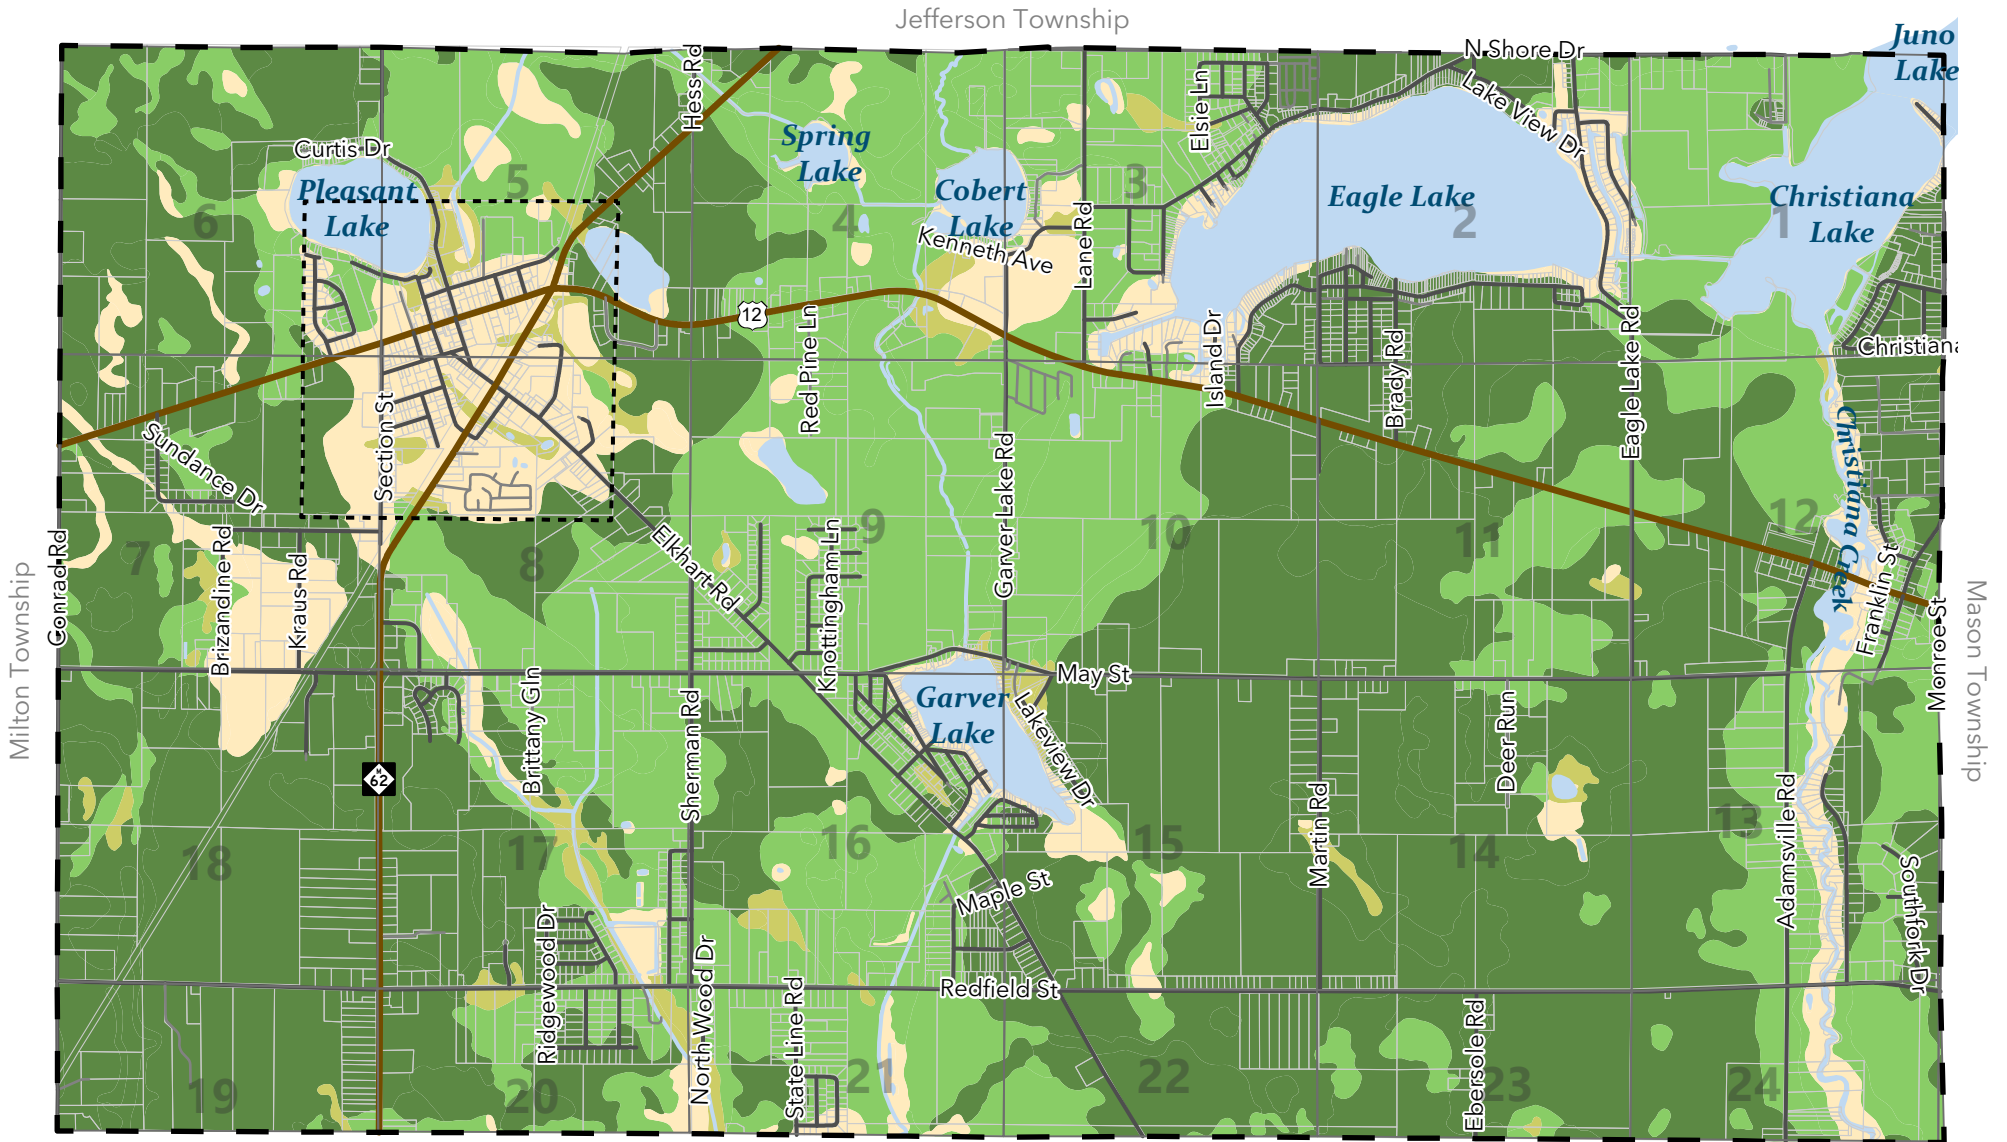 Jefferson Township
Juno
Lake
N Shore Dr
Hess Rd
Lake View Dr
Elsie Ln
Spring
Lake
Curtis Dr
Pleasant
Lake
Cobert
Lake
Eagle Lake
Christiana
Lake
6
5
4
3
2
1
Kenneth Ave
Lane Rd
12
Red Pine Ln
Island Dr
Brady Rd
Eagle Lake Rd
Christiana
Section St
Sundance Dr
Garver Lake Rd
Christiana Creek
7
8
9
10
11
12
Conrad Rd
Brizandine Rd
Kraus Rd
Elkhart Rd
Knottingham Ln
Franklin St
Monroe St
Milton Township
Mason Township
May St
Garver
Lake
Lakeview Dr
Brittany Gln
Sherman Rd
Deer Run
M
62
Martin Rd
Adamsville Rd
18
17
16
15
14
13
Maple St
Southfork Dr
Ridgewood Dr
North Wood Dr
State Line Rd
Redfield St
Ebersole Rd
19
20
21
22
23
24